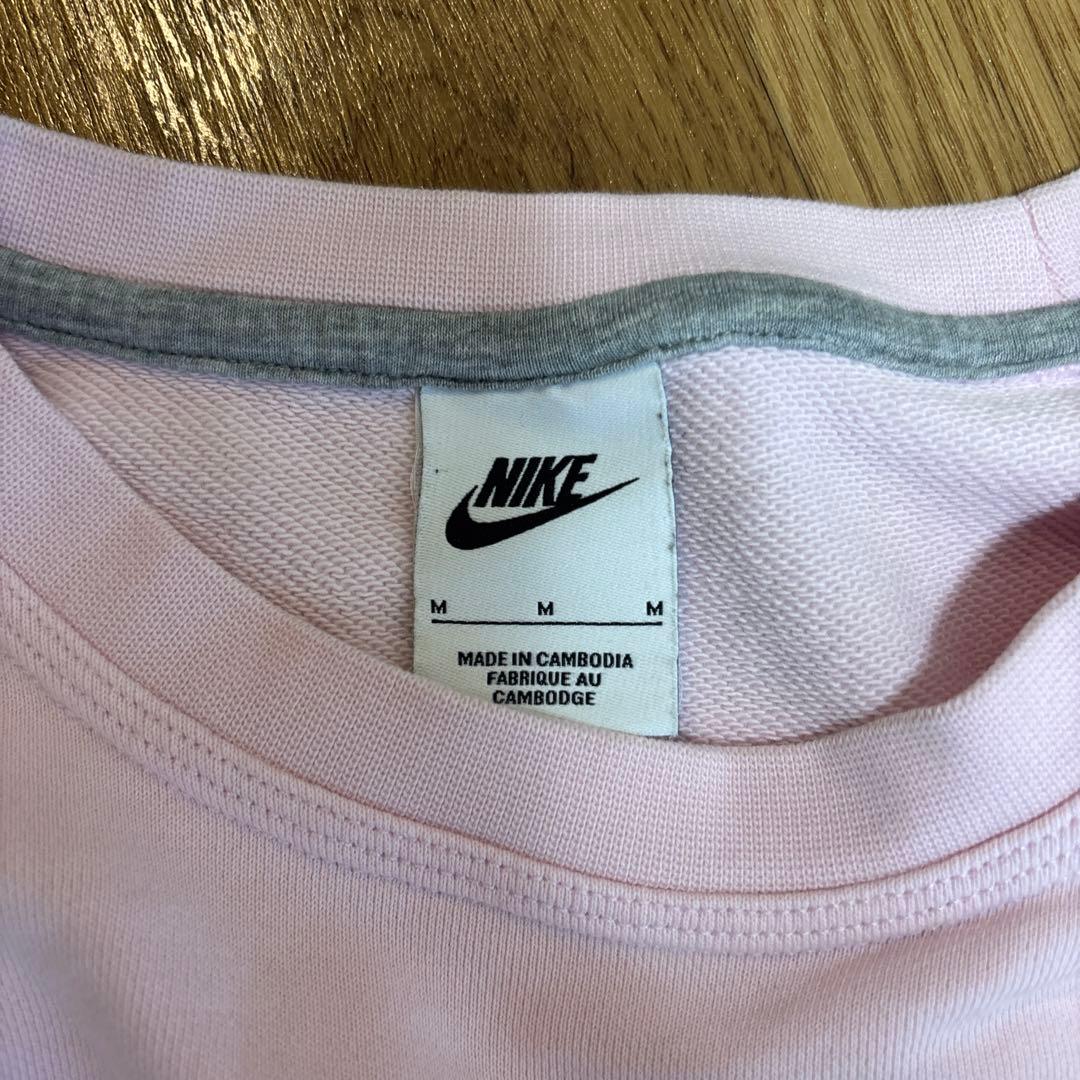 NIKE
M M M
MADE IN CAMBODIA
FABRIQUE AU
CAMBODGE